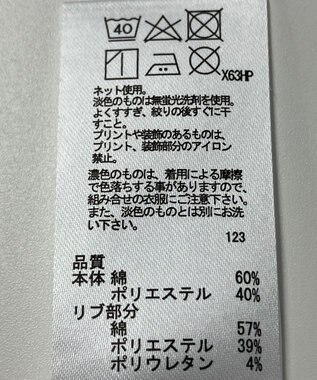 40
X63HP
ネット使用。
淡色のものは無蛍光洗剤を使用。
よくすすぎ、絞りの後すぐに干
すこと。
プリントや装飾のあるものは、
プリント、装飾部分のアイロン
禁止。
濃色のものは、着用による摩擦
で色落ちする事がありますので、
組み合せの衣服にご注意下さい。
また、淡色のものとは別にお洗
い下さい。
123
品質
本体 綿 60%
ポリエステル 40%
リブ部分
綿 57%
ポリエステル 39%
ポリウレタン 4%